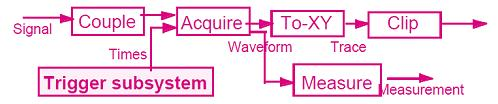 Couple
Acquire
To-XY
Clip
Signal
Times
Waveform
Trace
Trigger subsystem
Measure
Measurement